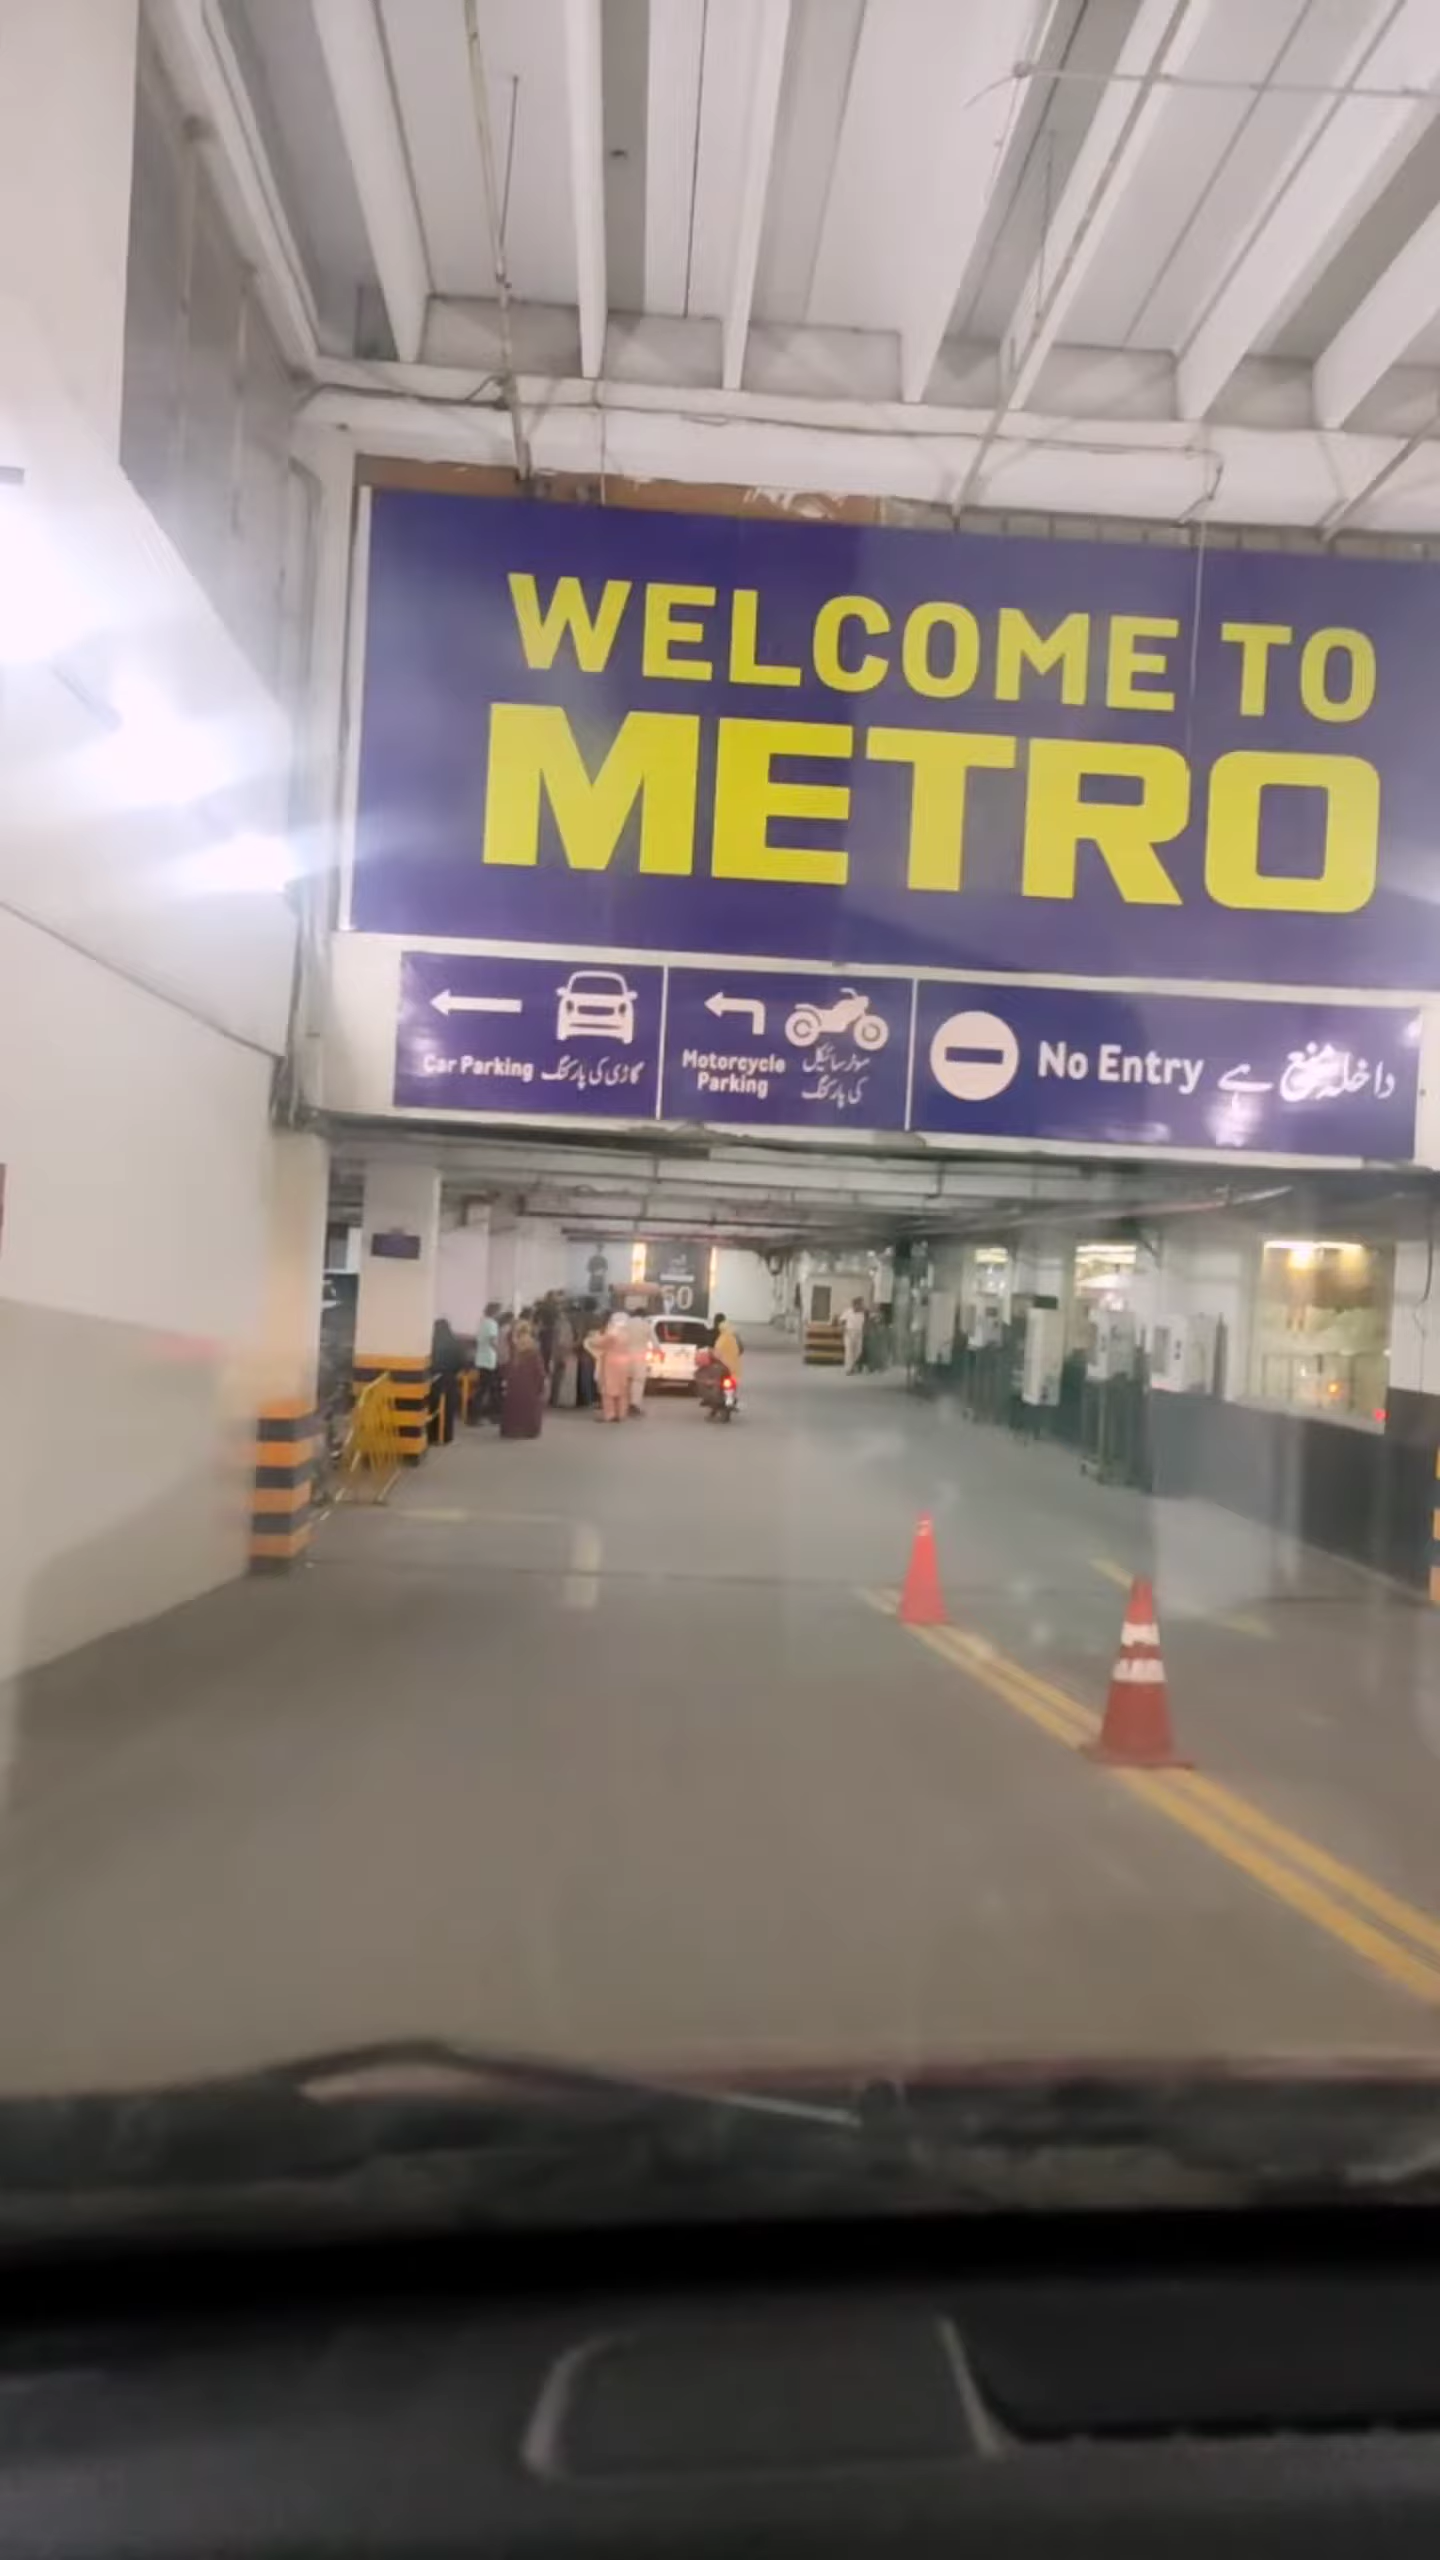 WELCOME TO
METRO
Car Parking گاڑی کی پارکنگ
Motorcycle
Parking
موٹر سائیکل
کی پارکنگ
No Entry داخلہ منع ہے
50